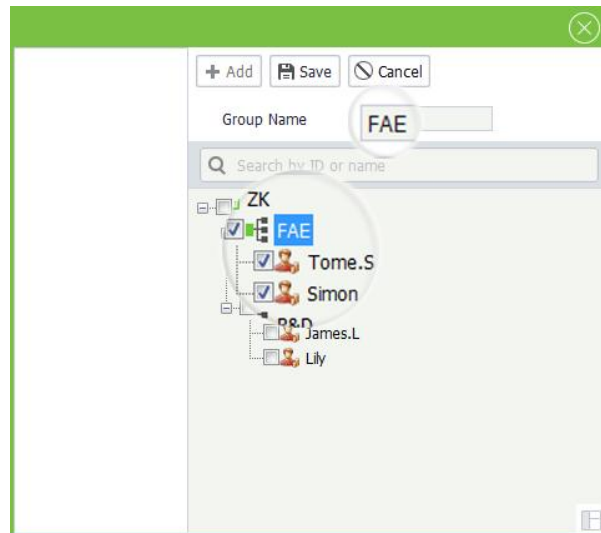 Add Save Cancel
Group Name FAE
Search by ID or name
ZK
FAE
Tome.S
Simon
R&D
James.L
Lily